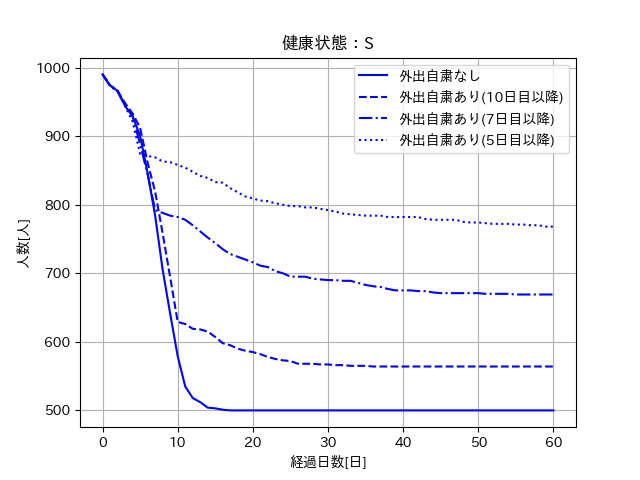 健康状態：S
外出自粛なし
外出自粛あり(10日目以降)
外出自粛あり(7日目以降)
外出自粛あり(5日目以降)
人数[人]
1000
900
800
700
600
500
0 10 20 30 40 50 60
経過日数[日]